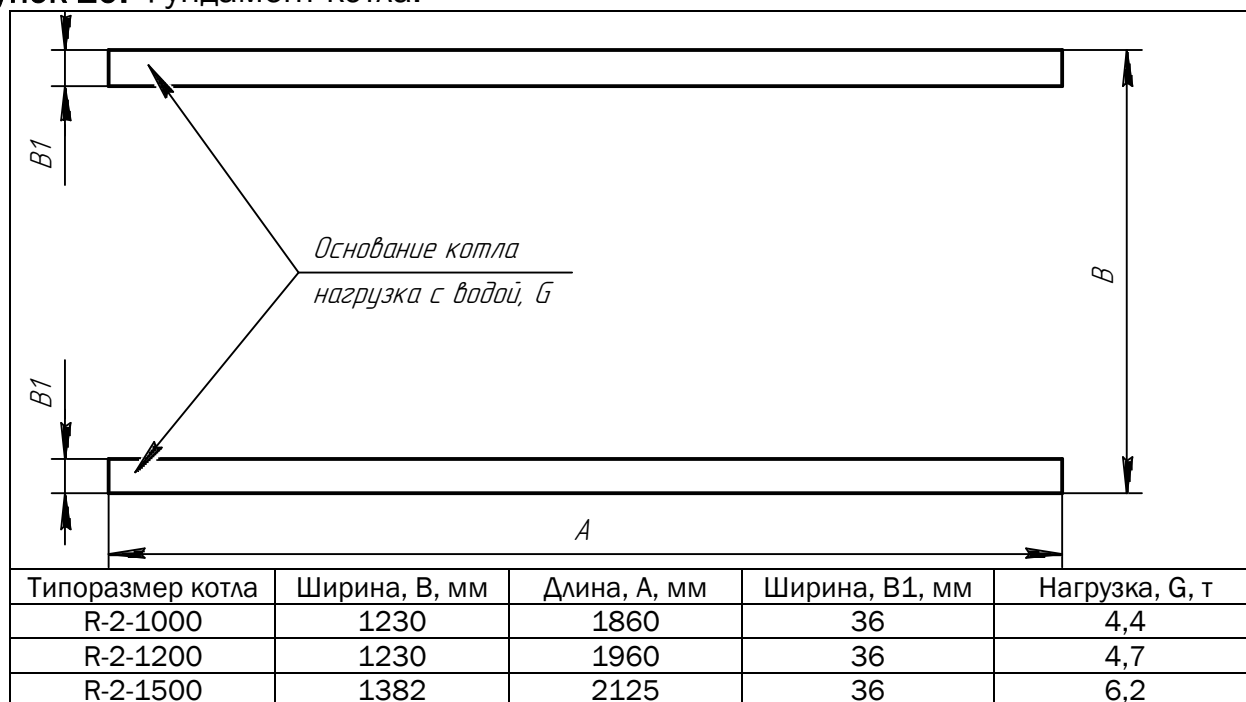 Фундамент котла.
B1
Основание котла
нагрузка с водой, G
B
B1
A
Типоразмер котла Ширина, B, мм Длина, A, мм Ширина, B1, мм Нагрузка, G, т
R-2-1000 1230 1860 36 4,4
R-2-1200 1230 1960 36 4,7
R-2-1500 1382 2125 36 6,2